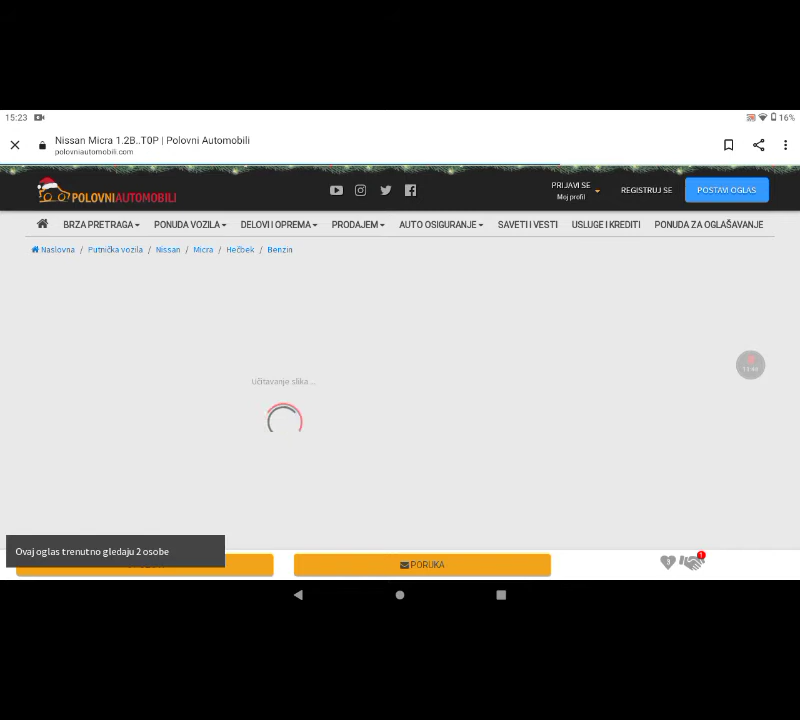 15:23
16%
Nissan Micra 1.2B..T0P | Polovni Automobili
polovniautomobili.com
POLOVNIAUTOMOBILI
PRIJAVI SE
Moj profil
REGISTRUJ SE
POSTAVI OGLAS
BRZA PRETRAGA
PONUDA VOZILA
DELOVI I OPREMA
PRODAJEM
AUTO OSIGURANJE
SAVETI I VESTI
USLUGE I KREDITI
PONUDA ZA OGLAŠAVANJE
Naslovna / Putnička vozila / Nissan / Micra / Hečbek / Benzin
Učitavanje slika ...
Ovaj oglas trenutno gledaju 2 osobe
PORUKA
3
1